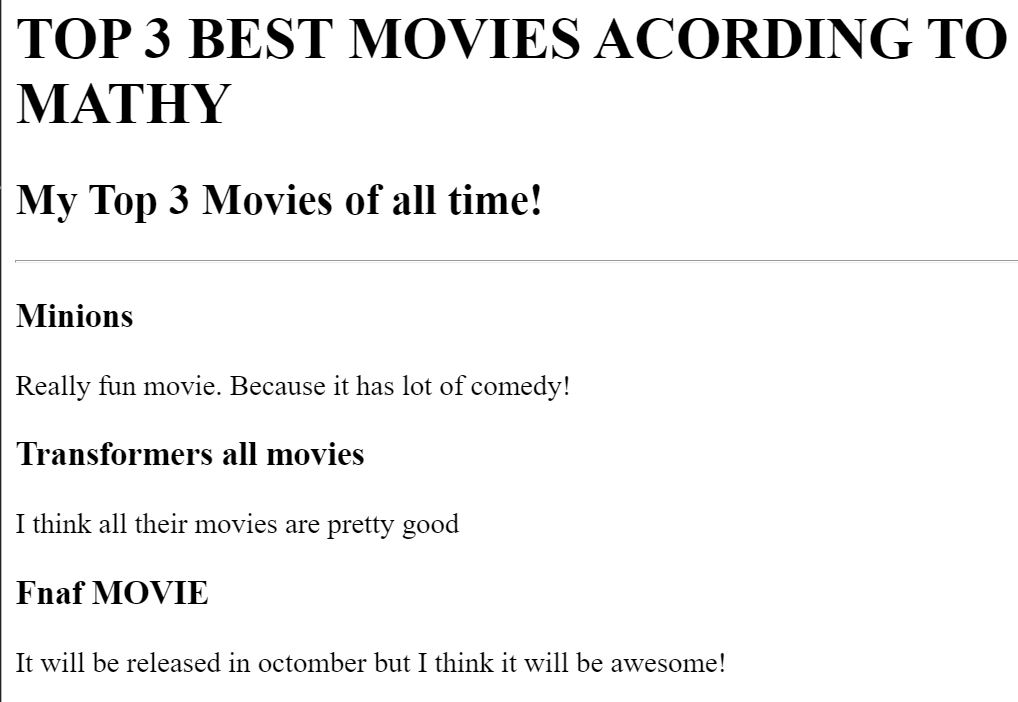 TOP 3 BEST MOVIES ACORDING TO
MATHY
My Top 3 Movies of all time!
Minions
Really fun movie. Because it has lot of comedy!
Transformers all movies
I think all their movies are pretty good
Fnaf MOVIE
It will be released in octomber but I think it will be awesome!